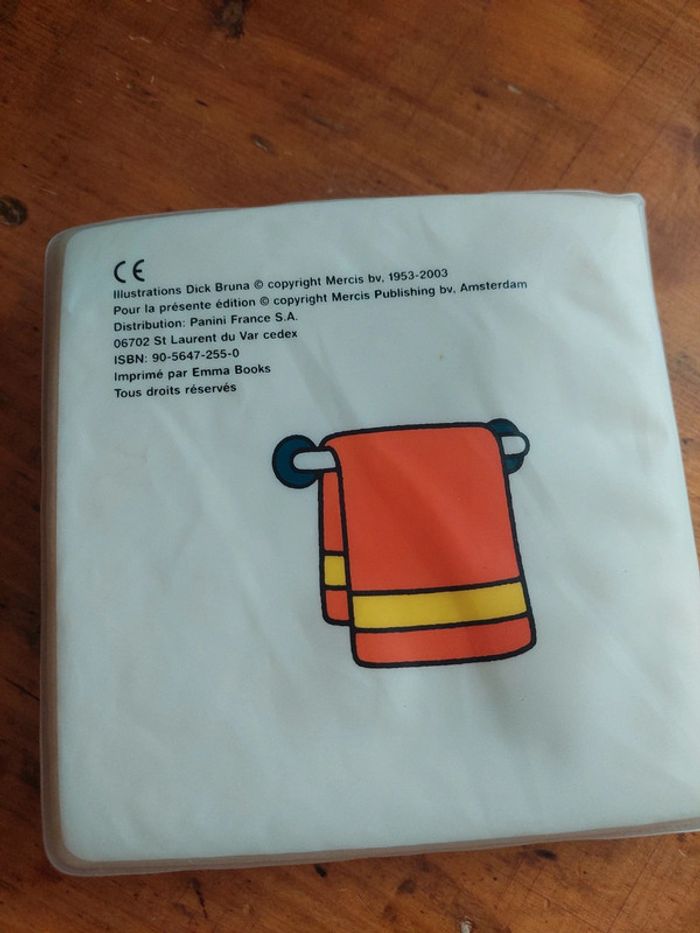 CE
Illustrations Dick Bruna © copyright Mercis bv, 1953-2003
Pour la présente édition © copyright Mercis Publishing bv, Amsterdam
Distribution: Panini France S.A.
06702 St Laurent du Var cedex
ISBN: 90-5647-255-0
Imprimé par Emma Books
Tous droits réservés